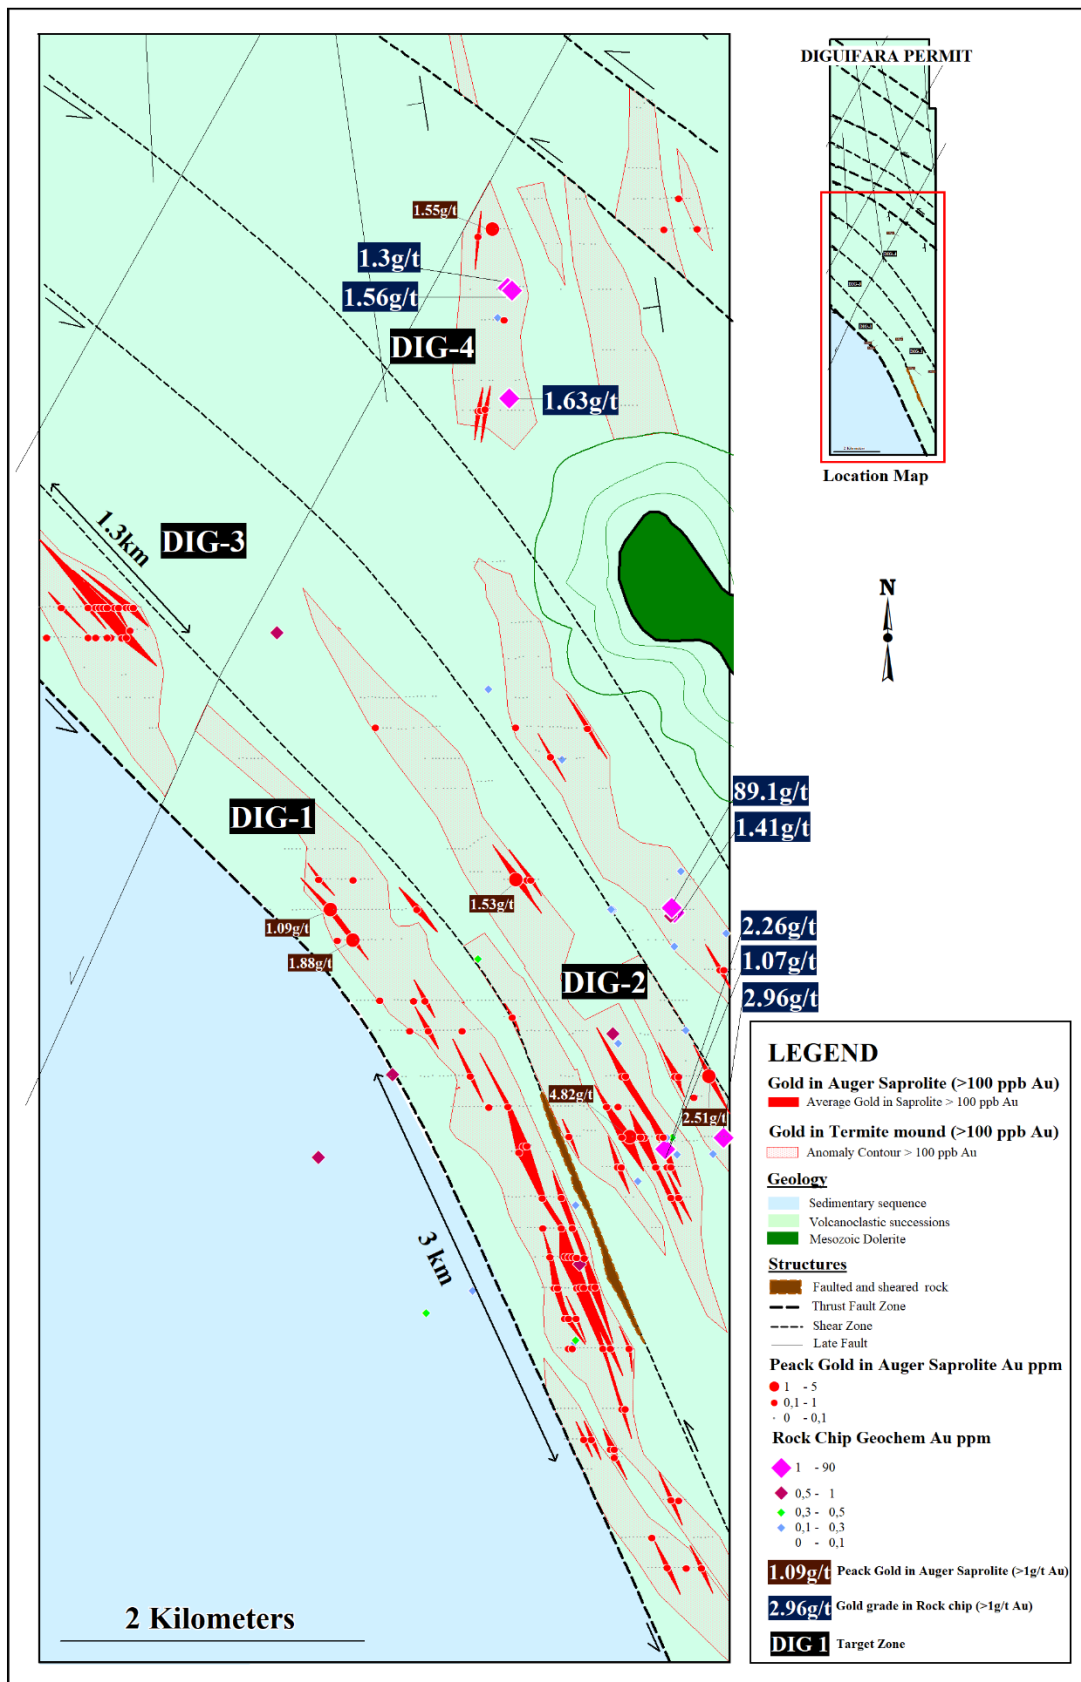 DIGUIFARA PERMIT
Location Map
N
1.55g/t
1.3g/t
1.56g/t
DIG-4
1.63g/t
1.3km
DIG-3
DIG-1
89.1g/t
1.41g/t
1.53g/t
1.09g/t
1.88g/t
2.26g/t
1.07g/t
2.96g/t
DIG-2
4.82g/t
2.51g/t
3 km
2 Kilometers
LEGEND
Gold in Auger Saprolite (>100 ppb Au)
Average Gold in Saprolite > 100 ppb Au
Gold in Termite mound (>100 ppb Au)
Anomaly Contour > 100 ppb Au
Geology
Sedimentary sequence
Volcanoclastic successions
Mesozoic Dolerite
Structures
Faulted and sheared rock
Thrust Fault Zone
Shear Zone
Late Fault
Peack Gold in Auger Saprolite Au ppm
1 - 5
0,1 - 1
0 - 0,1
Rock Chip Geochem Au ppm
1 - 90
0,5 - 1
0,3 - 0,5
0,1 - 0,3
0 - 0,1
1.09g/t Peack Gold in Auger Saprolite (>1g/t Au)
2.96g/t Gold grade in Rock chip (>1g/t Au)
DIG 1 Target Zone